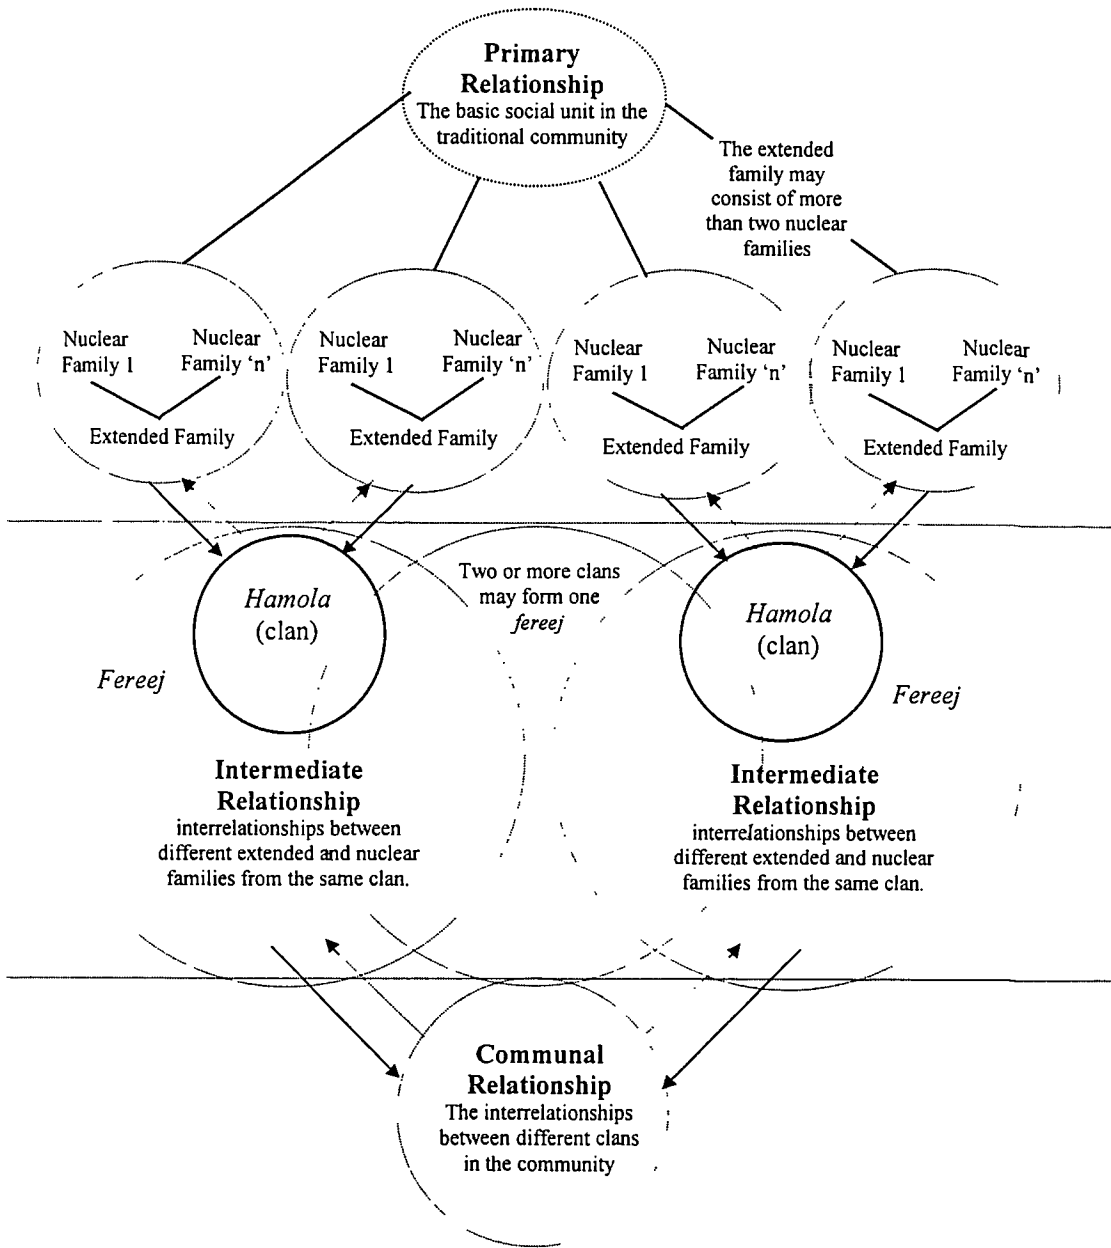 Primary
Relationship
The basic social unit in the
traditional community
The extended
family may
consist of more
than two nuclear
families
Nuclear
Family 1
Nuclear
Family ‘n’
Extended Family
Nuclear
Family 1
Nuclear
Family ‘n’
Extended Family
Nuclear
Family 1
Nuclear
Family ‘n’
Extended Family
Nuclear
Family 1
Nuclear
Family ‘n’
Extended Family
Hamola
(clan)
Two or more clans
may form one
fereej
Hamola
(clan)
Fereej
Fereej
Intermediate
Relationship
interrelationships between
different extended and nuclear
families from the same clan.
Intermediate
Relationship
interrelationships between
different extended and nuclear
families from the same clan.
Communal
Relationship
The interrelationships
between different clans
in the community